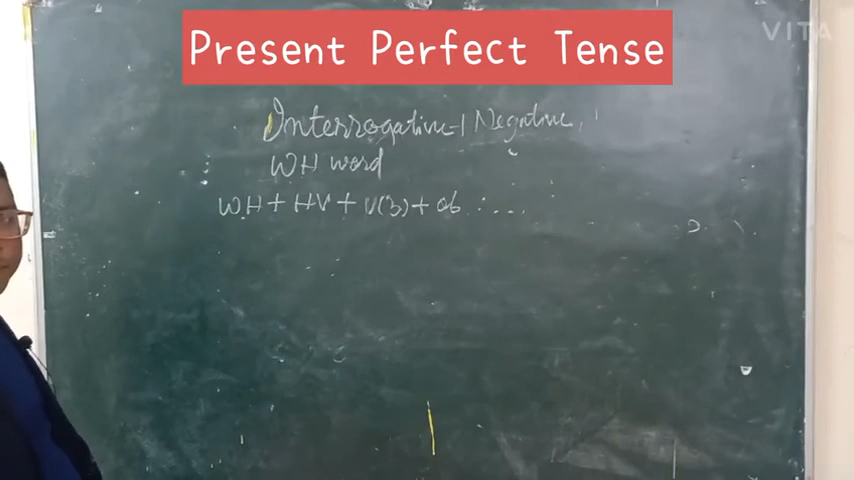 Present Perfect Tense
VITA
Interrogative - | Negative,
WH word
WH + HV + V(3) + ob :....